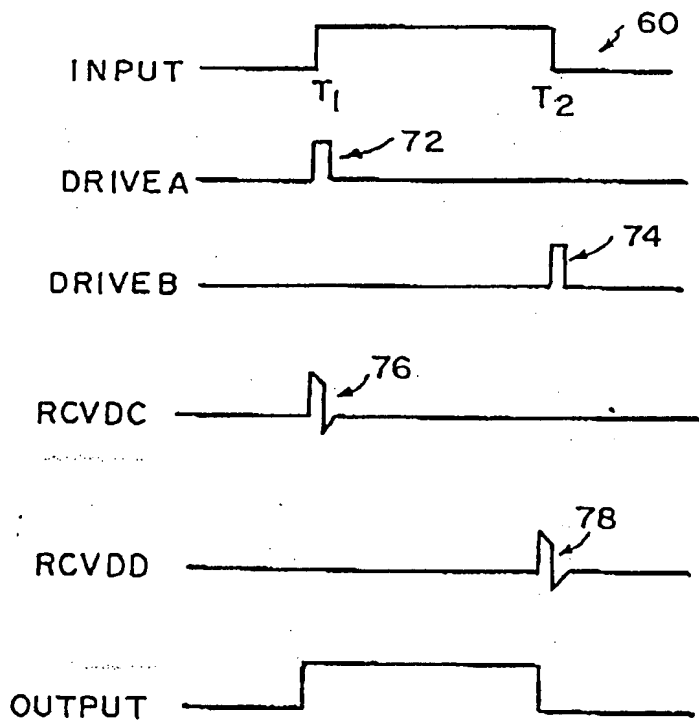 60
INPUT
T1 T2
72
DRIVEA
74
DRIVEB
76
RCVDC
78
RCVDD
OUTPUT